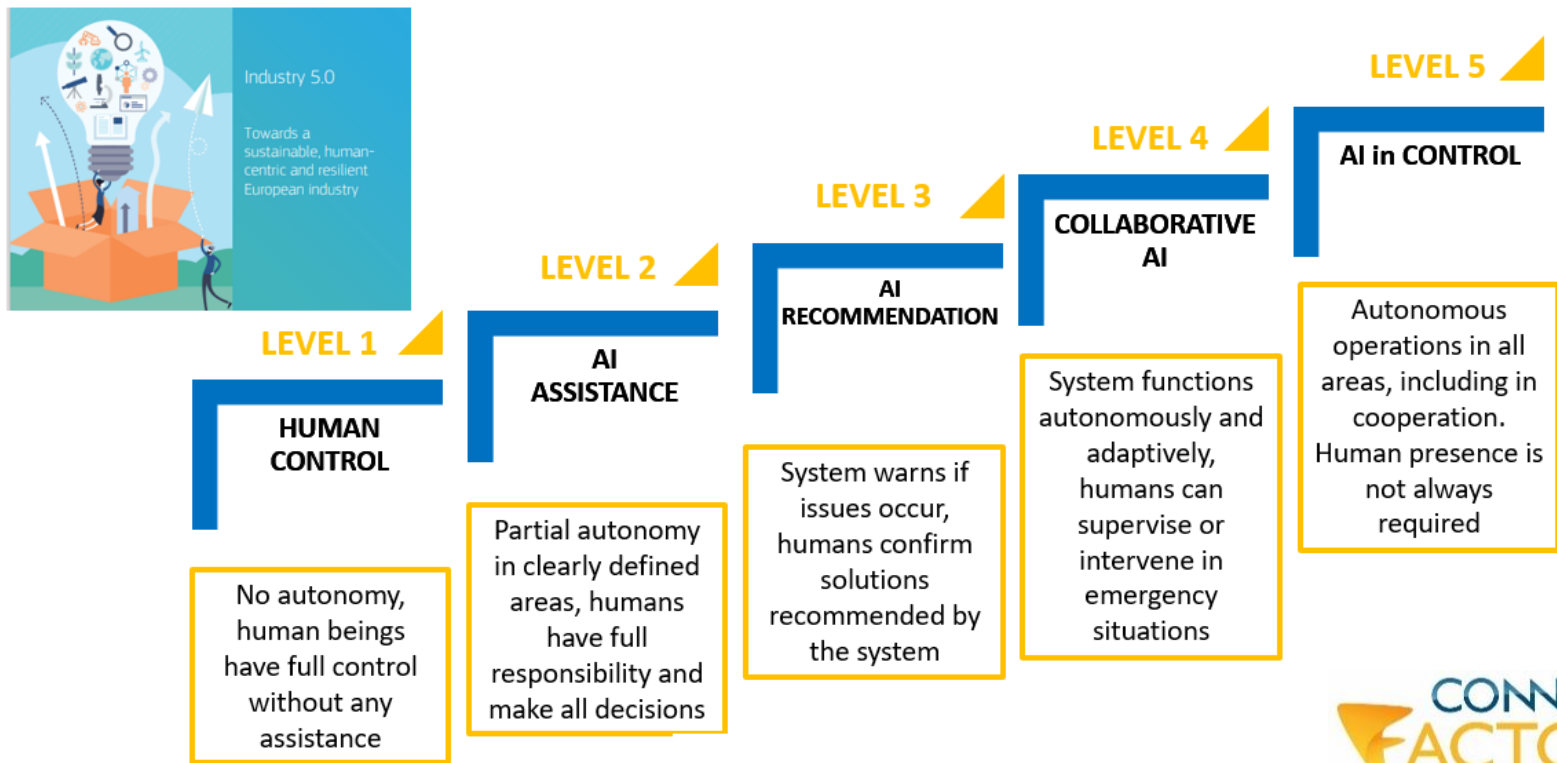 Industry 5.0
Towards a
sustainable, human-
centric and resilient
European industry
LEVEL 1
HUMAN
CONTROL
No autonomy,
human beings
have full control
without any
assistance
LEVEL 2
AI
ASSISTANCE
Partial autonomy
in clearly defined
areas, humans
have full
responsibility and
make all decisions
LEVEL 3
AI
RECOMMENDATION
System warns if
issues occur,
humans confirm
solutions
recommended by
the system
LEVEL 4
COLLABORATIVE
AI
System functions
autonomously and
adaptively,
humans can
supervise or
intervene in
emergency
situations
LEVEL 5
AI in CONTROL
Autonomous
operations in all
areas, including in
cooperation.
Human presence is
not always
required